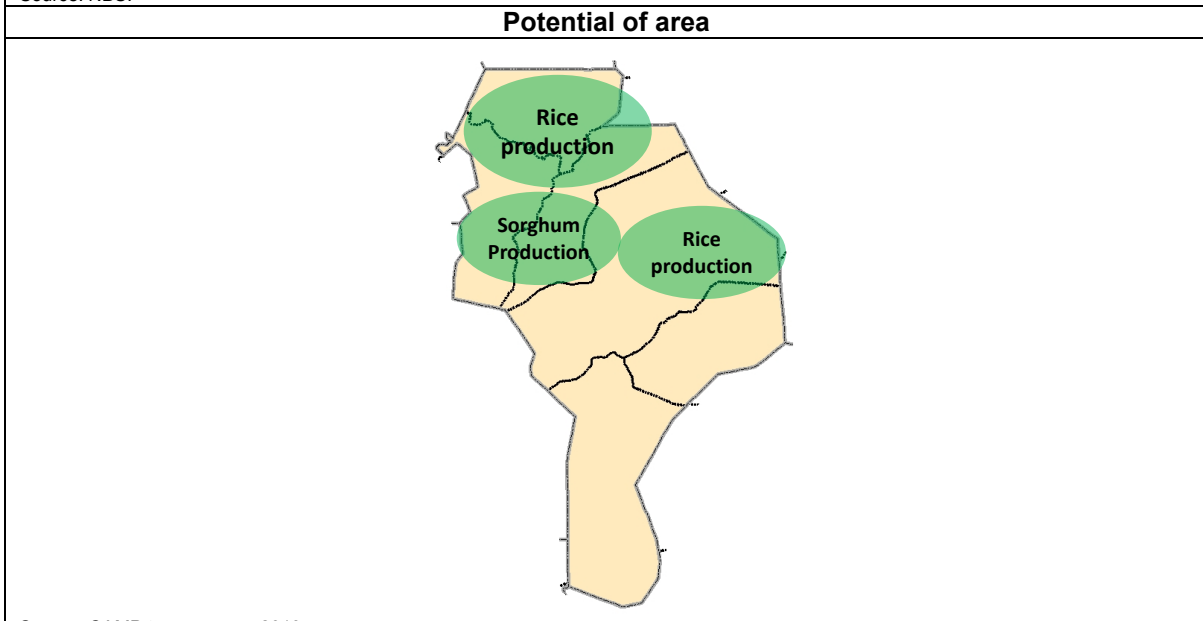 Potential of area
Rice
production
Sorghum
Production
Rice
production